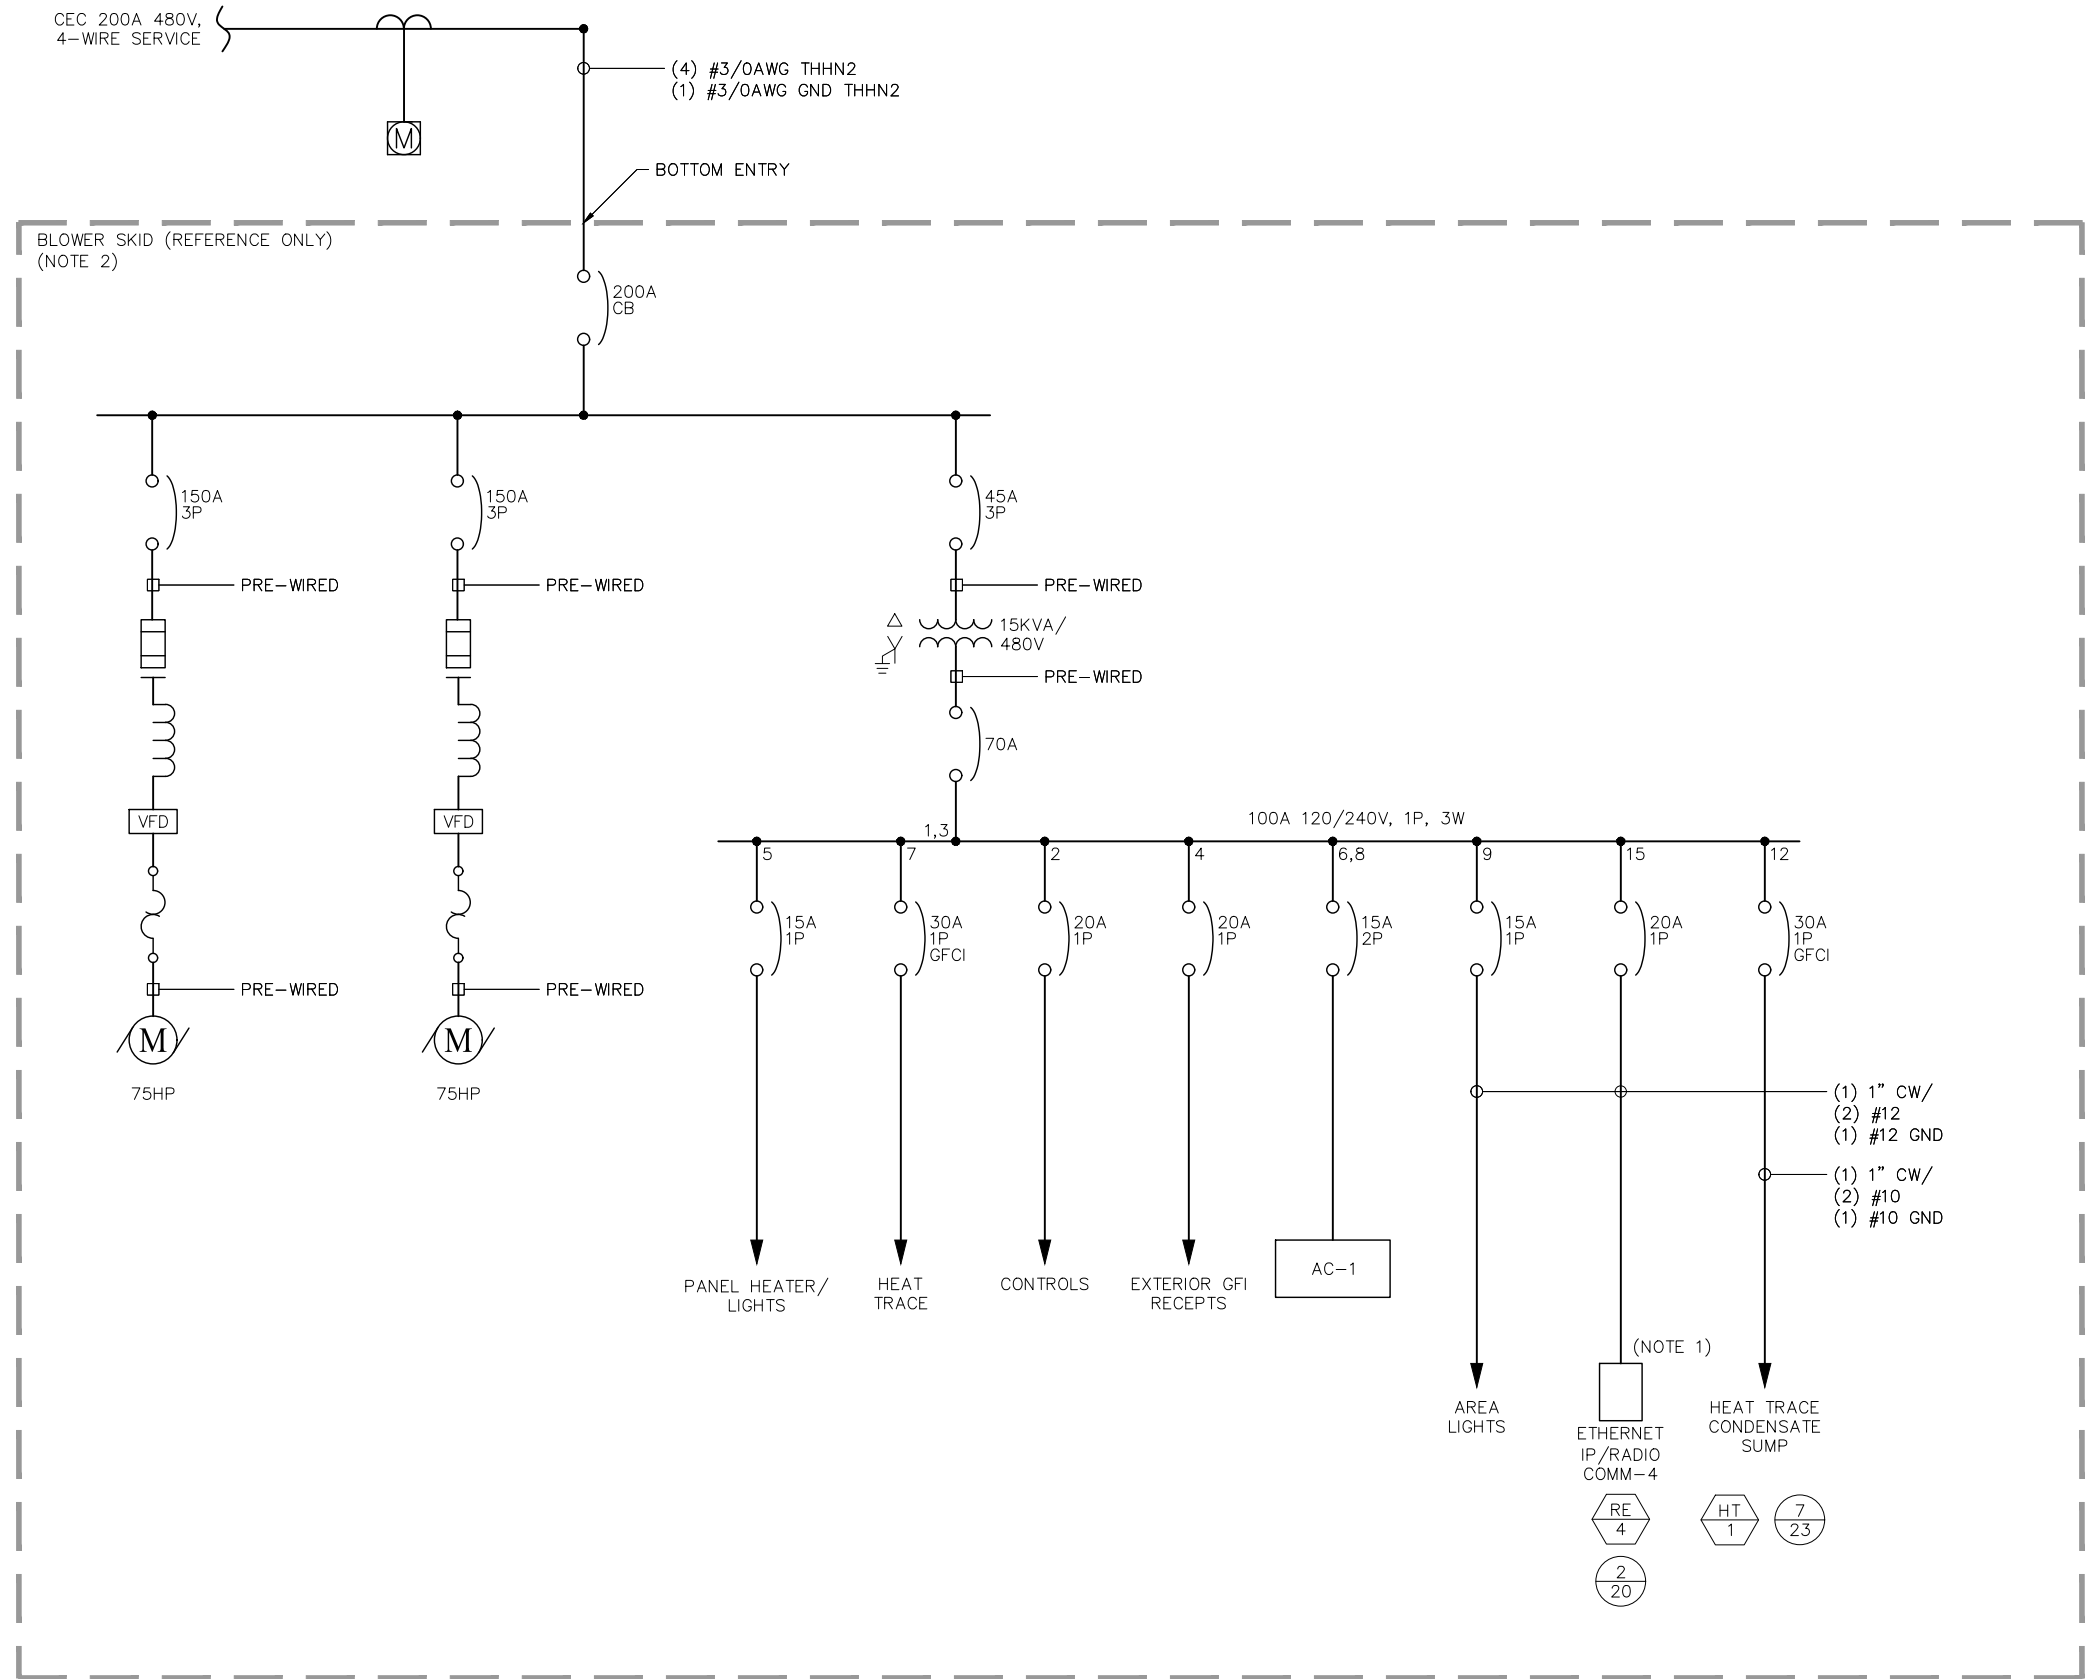 CEC 200A 480V,
4-WIRE SERVICE
(4) #3/0AWG THHN2
(1) #3/0AWG GND THHN2
M
BOTTOM ENTRY
BLOWER SKID (REFERENCE ONLY)
(NOTE 2)
200A
CB
150A
3P
150A
3P
45A
3P
PRE-WIRED
PRE-WIRED
PRE-WIRED
15KVA/
480V
PRE-WIRED
70A
VFD
VFD
1,3
100A 120/240V, 1P, 3W
5
7
2
4
6,8
9
15
12
15A
1P
30A
1P
GFCI
20A
1P
20A
1P
15A
2P
15A
1P
20A
1P
30A
1P
GFCI
PRE-WIRED
PRE-WIRED
M
M
75HP
75HP
(1) 1" CW/
(2) #12
(1) #12 GND
(1) 1" CW/
(2) #10
(1) #10 GND
PANEL HEATER/
LIGHTS
HEAT
TRACE
CONTROLS
EXTERIOR GFI
RECEPTS
AC-1
(NOTE 1)
AREA
LIGHTS
ETHERNET
IP/RADIO
COMM-4
HEAT TRACE
CONDENSATE
SUMP
RE
4
HT
1
7
23
2
20